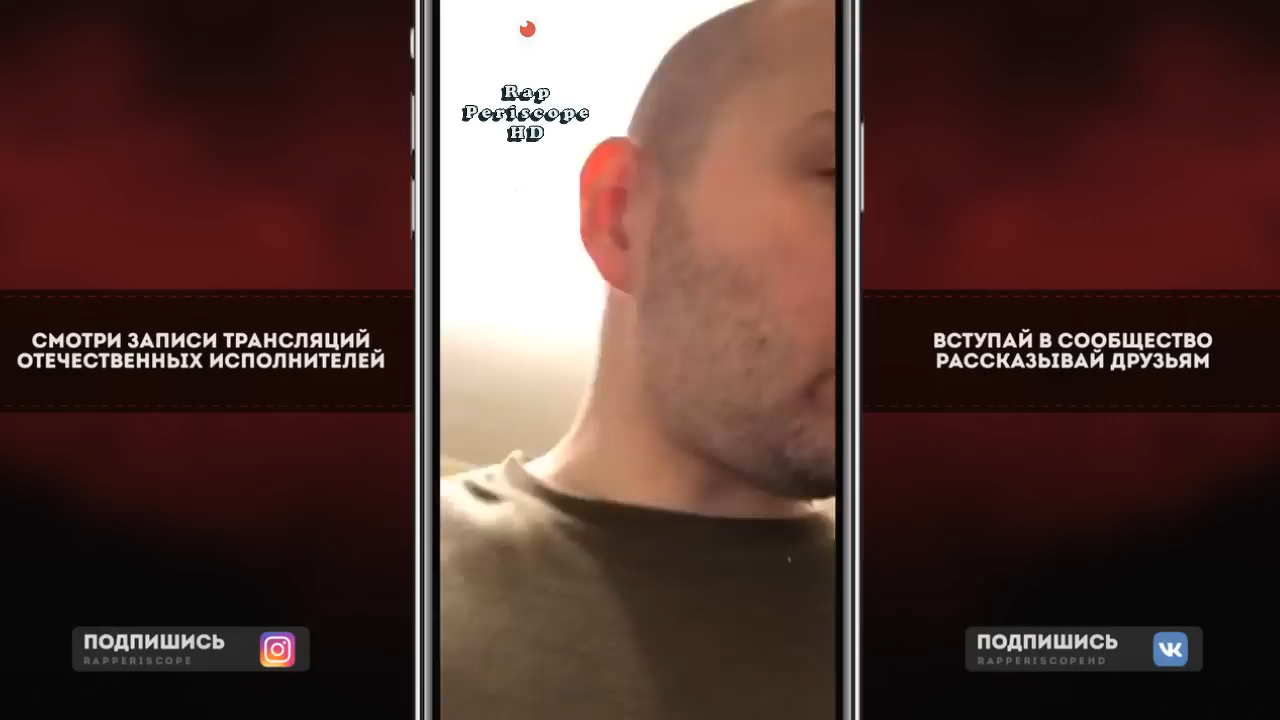 Rap
Periscope
HD
СМОТРИ ЗАПИСИ ТРАНСЛЯЦИЙ
ОТЕЧЕСТВЕННЫХ ИСПОЛНИТЕЛЕЙ
ВСТУПАЙ В СООБЩЕСТВО
РАССКАЗЫВАЙ ДРУЗЬЯМ
ПОДПИШИСЬ
RAPPERISCOPE
ПОДПИШИСЬ
RAPPERISCOPEHD